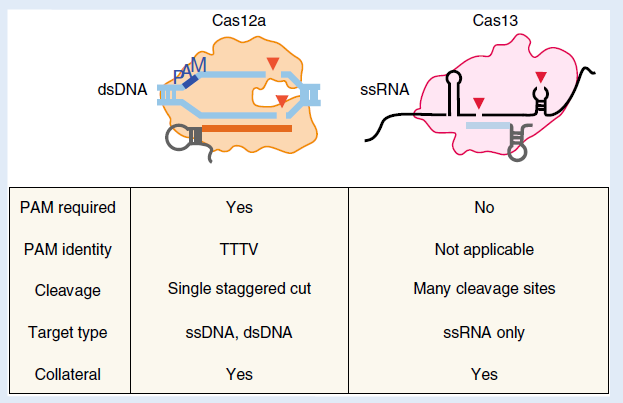 Cas12a Cas13
PAM
dsDNA ssRNA
PAM required Yes No
PAM identity TTTV Not applicable
Cleavage Single staggered cut Many cleavage sites
Target type ssDNA, dsDNA ssRNA only
Collateral Yes Yes